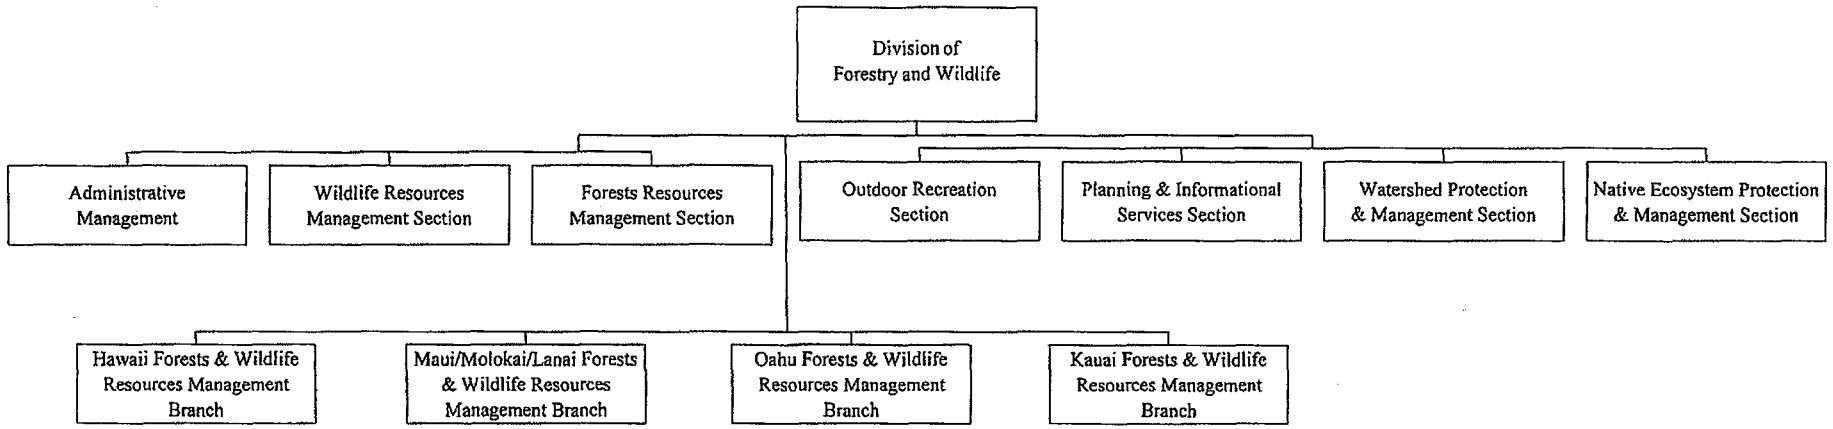 Division of
Forestry and Wildlife
Administrative
Management
Wildlife Resources
Management Section
Forests Resources
Management Section
Outdoor Recreation
Section
Planning & Informational
Services Section
Watershed Protection
& Management Section
Native Ecosystem Protection
& Management Section
Hawaii Forests & Wildlife
Resources Management
Branch
Maui/Molokai/Lanai Forests
& Wildlife Resources
Management Branch
Oahu Forests & Wildlife
Resources Management
Branch
Kauai Forests & Wildlife
Resources Management
Branch